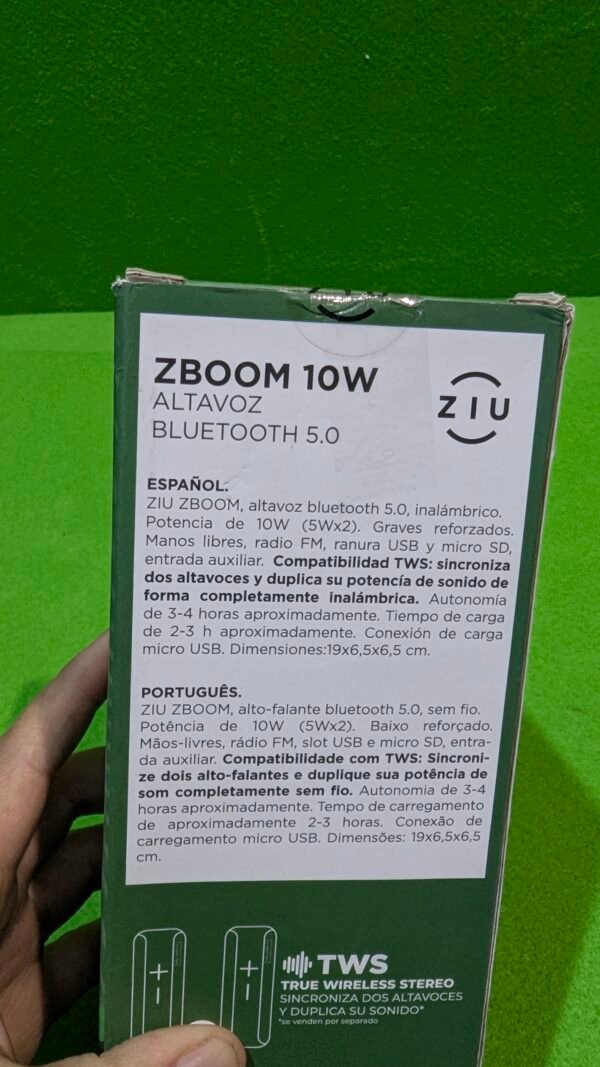 ZBOOM 10W
ALTAVOZ
BLUETOOTH 5.0
ZIU
ESPAÑOL.
ZIU ZBOOM, altavoz bluetooth 5.0, inalámbrico.
Potencia de 10W (5Wx2). Graves reforzados.
Manos libres, radio FM, ranura USB y micro SD,
entrada auxiliar. Compatibilidad TWS: sincroniza
dos altavoces y duplica su potencía de sonido de
forma completamente inalámbrica. Autonomía
de 3-4 horas aproximadamente. Tiempo de carga
de 2-3 h aproximadamente. Conexión de carga
micro USB. Dimensiones:19x6,5x6,5 cm.
PORTUGUÊS.
ZIU ZBOOM, alto-falante bluetooth 5.0, sem fio.
Potência de 10W (5Wx2). Baixo reforçado.
Mãos-livres, rádio FM, slot USB e micro SD, entra-
da auxiliar. Compatibilidade com TWS: Sincroni-
ze dois alto-falantes e duplique sua potência de
som completamente sem fio. Autonomia de 3-4
horas aproximadamente. Tempo de carregamento
de aproximadamente 2-3 horas. Conexão de
carregamento micro USB. Dimensões: 19x6,5x6,5
cm.
TWS
TRUE WIRELESS STEREO
SINCRONIZA DOS ALTAVOCES
Y DUPLICA SU SONIDO*
*se venden por separado